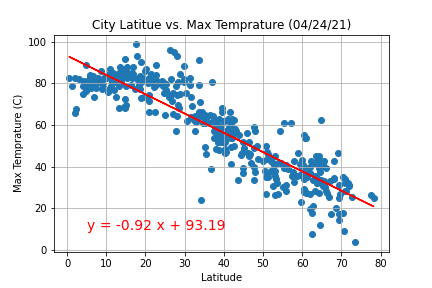 City Latitue vs. Max Temprature (04/24/21)
100
80
60
40
20
0
Max Temprature (C)
y = -0.92 x + 93.19
0 10 20 30 40 50 60 70 80
Latitude